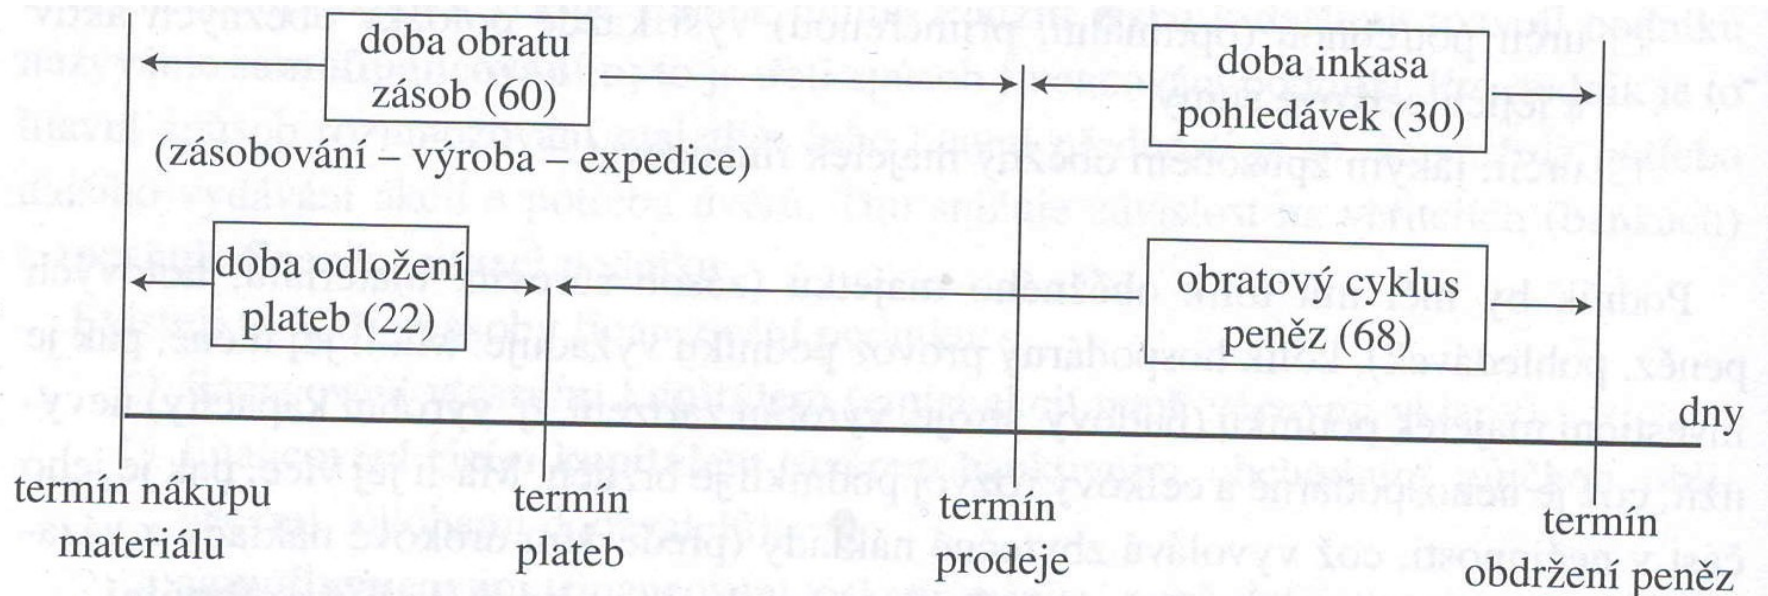 doba obratu
zásob (60)
doba inkasa
pohledávek (30)
(zásobování – výroba – expedice)
doba odložení
plateb (22)
obratový cyklus
peněz (68)
dny
termín nákupu
materiálu
termín
plateb
termín
prodeje
termín
obdržení peněz